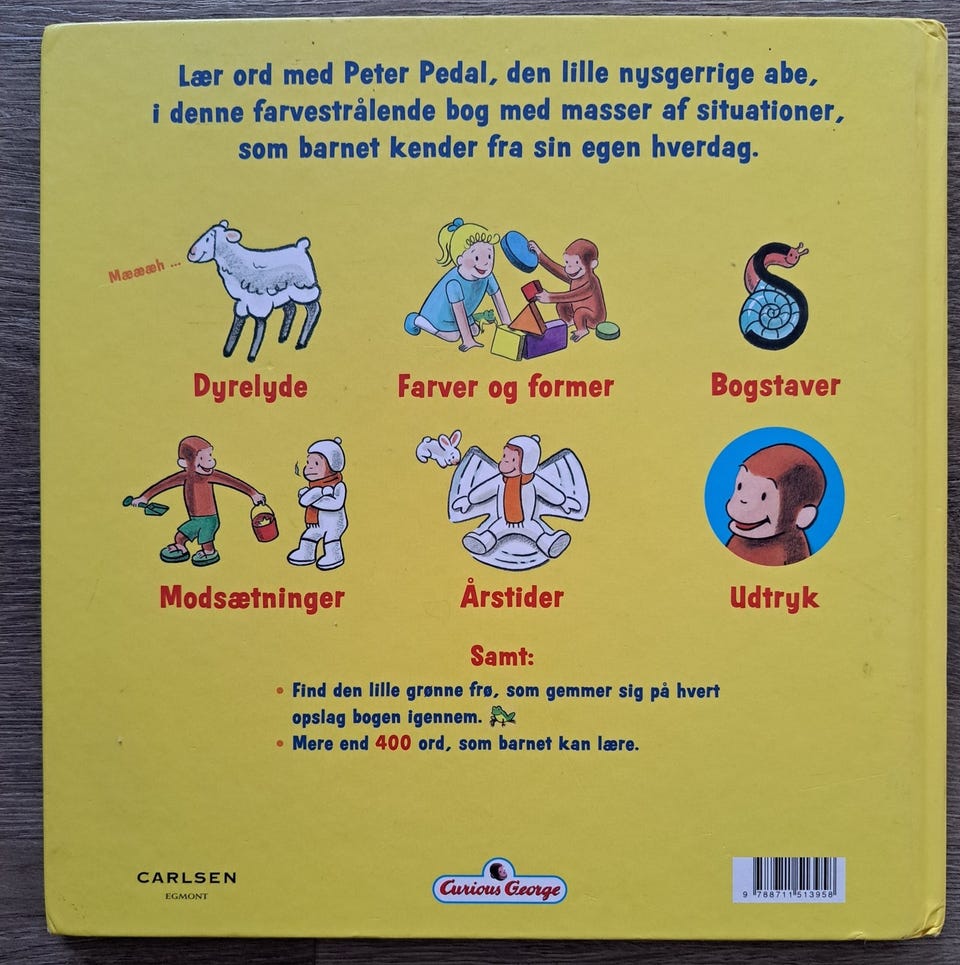 Lær ord med Peter Pedal, den lille nysgerrige abe,
i denne farvestrålende bog med masser af situationer,
som barnet kender fra sin egen hverdag.
Mæææh ...
Dyrelyde
Farver og former
Bogstaver
Modsætninger
Årstider
Udtryk
Samt:
• Find den lille grønne frø, som gemmer sig på hvert
opslag bogen igennem.
• Mere end 400 ord, som barnet kan lære.
CARLSEN
EGMONT
Curious George
9 788711 513958